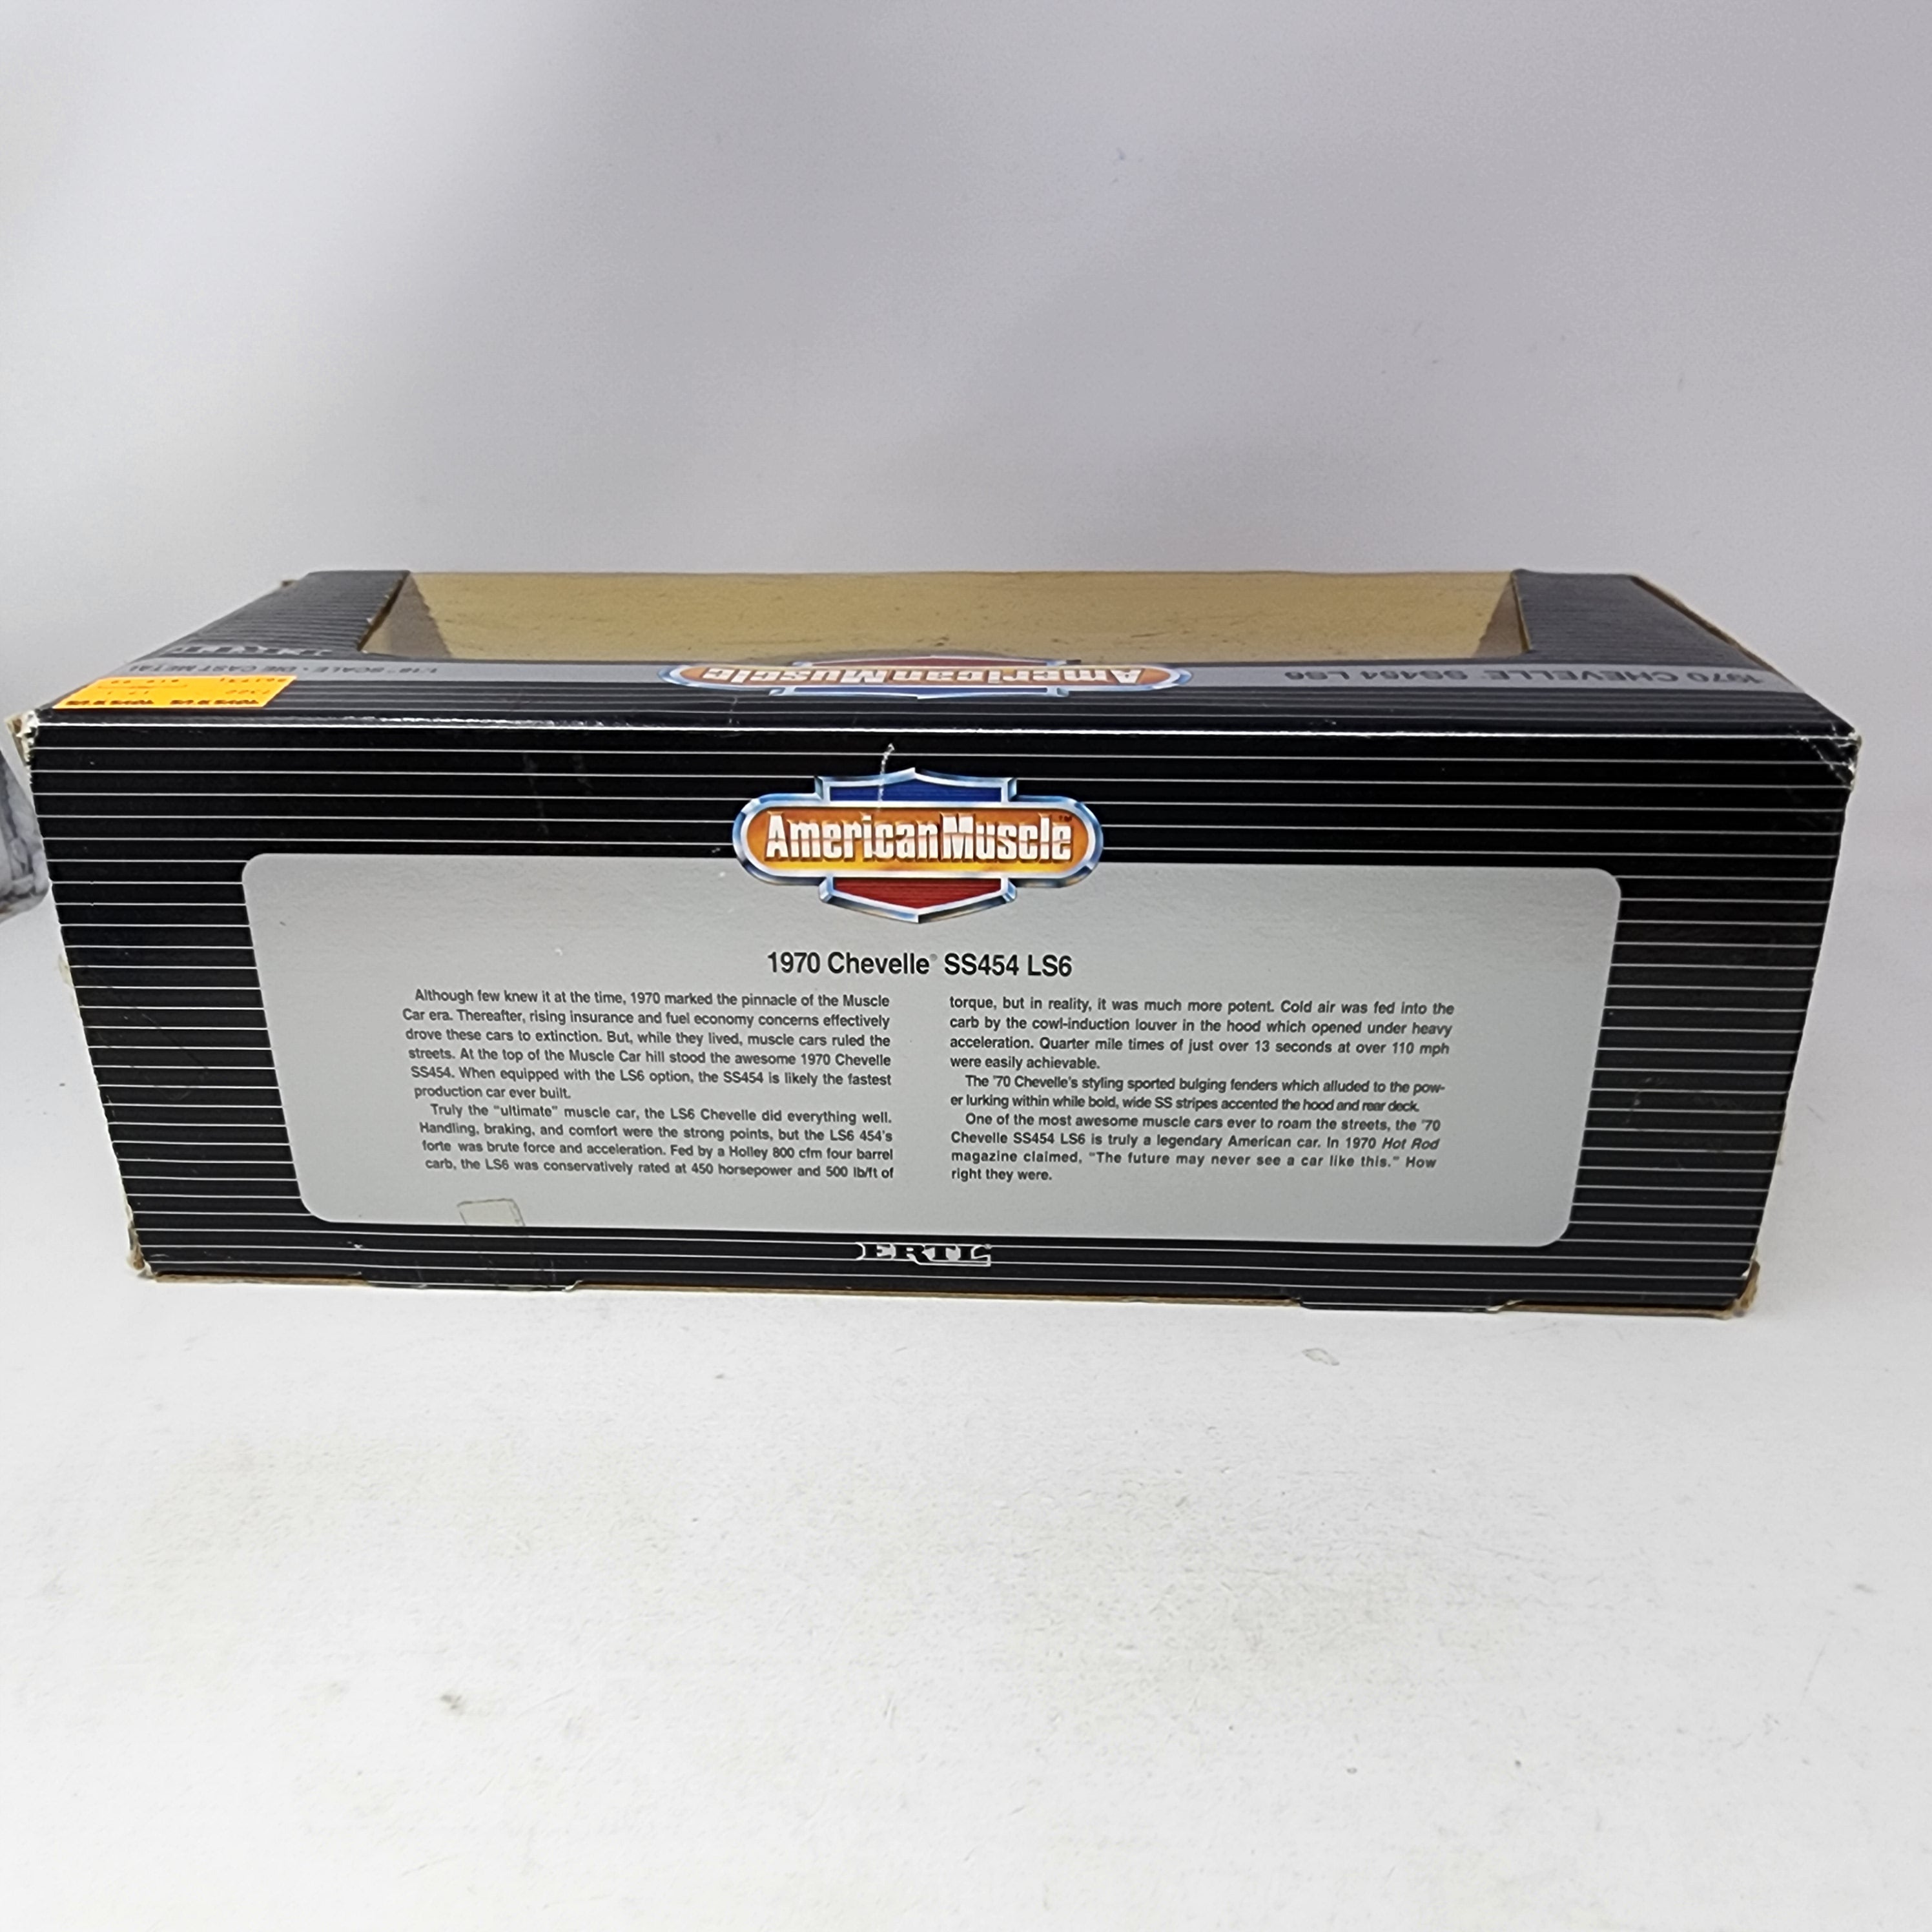 ERTL
1:18 SCALE · DIE CAST METAL
AmericanMuscle
1970 CHEVELLE SS454 LS6
AmericanMuscle™
1970 Chevelle® SS454 LS6
Although few knew it at the time, 1970 marked the pinnacle of the Muscle
Car era. Thereafter, rising insurance and fuel economy concerns effectively
drove these cars to extinction. But, while they lived, muscle cars ruled the
streets. At the top of the Muscle Car hill stood the awesome 1970 Chevelle
SS454. When equipped with the LS6 option, the SS454 is likely the fastest
production car ever built.
Truly the "ultimate" muscle car, the LS6 Chevelle did everything well.
Handling, braking, and comfort were the strong points, but the LS6 454's
forte was brute force and acceleration. Fed by a Holley 800 cfm four barrel
carb, the LS6 was conservatively rated at 450 horsepower and 500 lb/ft of
torque, but in reality, it was much more potent. Cold air was fed into the
carb by the cowl-induction louver in the hood which opened under heavy
acceleration. Quarter mile times of just over 13 seconds at over 110 mph
were easily achievable.
The '70 Chevelle's styling sported bulging fenders which alluded to the pow-
er lurking within while bold, wide SS stripes accented the hood and rear deck.
One of the most awesome muscle cars ever to roam the streets, the '70
Chevelle SS454 LS6 is truly a legendary American car. In 1970 Hot Rod
magazine claimed, "The future may never see a car like this." How
right they were.
ERTL®